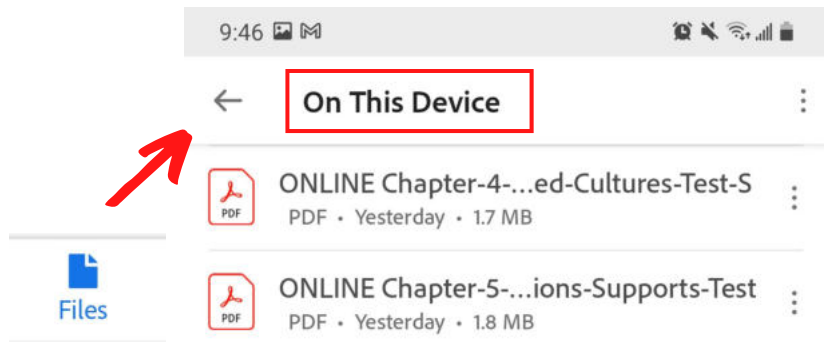 9:46
On This Device
PDF
ONLINE Chapter-4-...ed-Cultures-Test-S
PDF • Yesterday • 1.7 MB
Files
PDF
ONLINE Chapter-5-...ions-Supports-Test
PDF • Yesterday • 1.8 MB